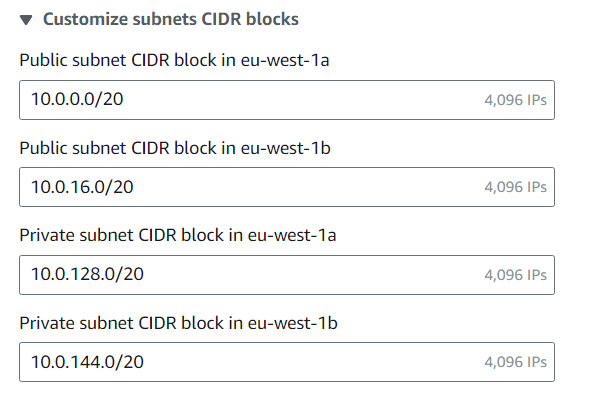 Customize subnets CIDR blocks
Public subnet CIDR block in eu-west-1a
10.0.0.0/20 4,096 IPs
Public subnet CIDR block in eu-west-1b
10.0.16.0/20 4,096 IPs
Private subnet CIDR block in eu-west-1a
10.0.128.0/20 4,096 IPs
Private subnet CIDR block in eu-west-1b
10.0.144.0/20 4,096 IPs